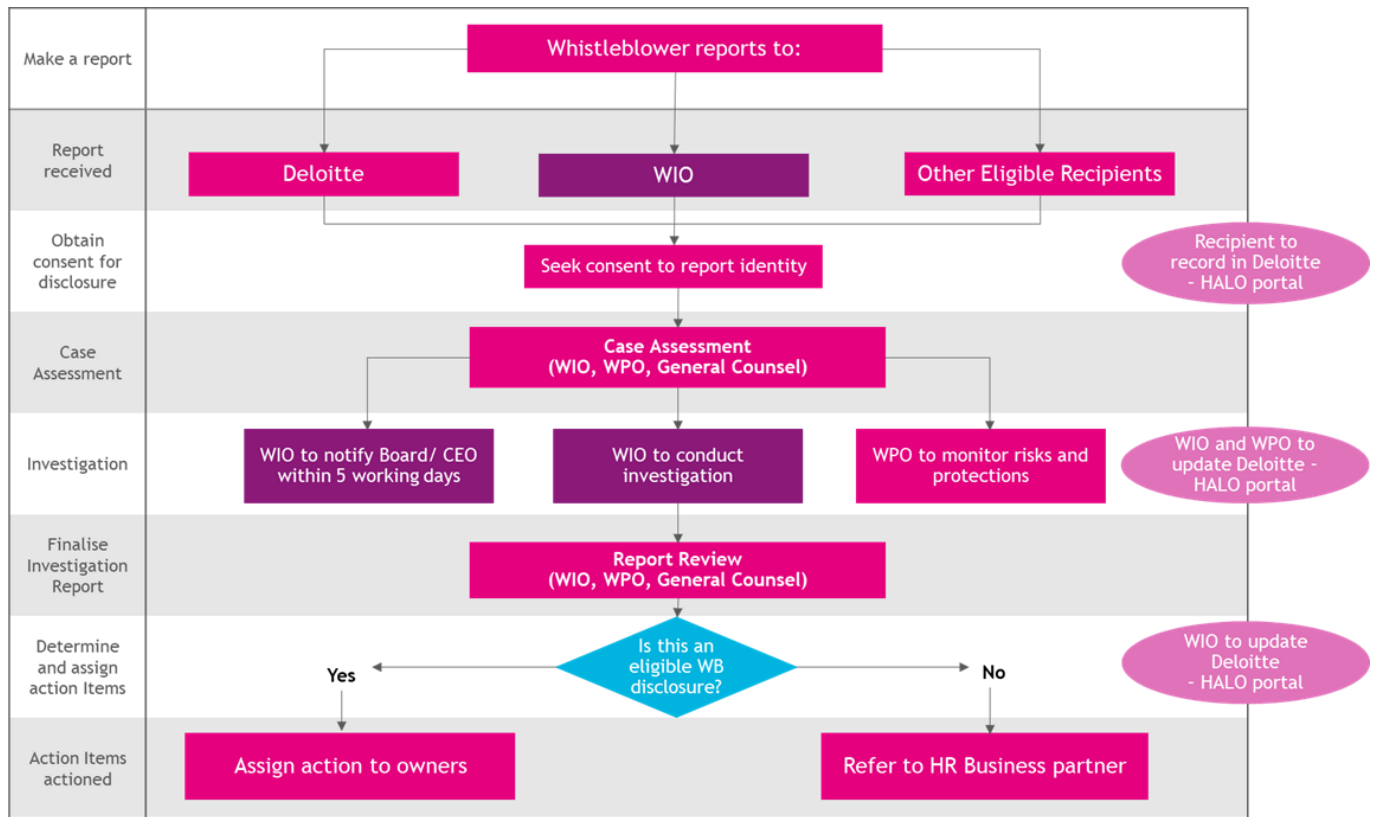 Make a report
Whistleblower reports to:
Report
received
Deloitte
WIO
Other Eligible Recipients
Obtain
consent for
disclosure
Seek consent to report identity
Recipient to
record in Deloitte
– HALO portal
Case
Assessment
Case Assessment
(WIO, WPO, General Counsel)
Investigation
WIO to notify Board/ CEO
within 5 working days
WIO to conduct
investigation
WPO to monitor risks and
protections
WIO and WPO to
update Deloitte –
HALO portal
Finalise
Investigation
Report
Report Review
(WIO, WPO, General Counsel)
Determine
and assign
action Items
Is this an
eligible WB
disclosure?
Yes
No
WIO to update
Deloitte
– HALO portal
Action Items
actioned
Assign action to owners
Refer to HR Business partner